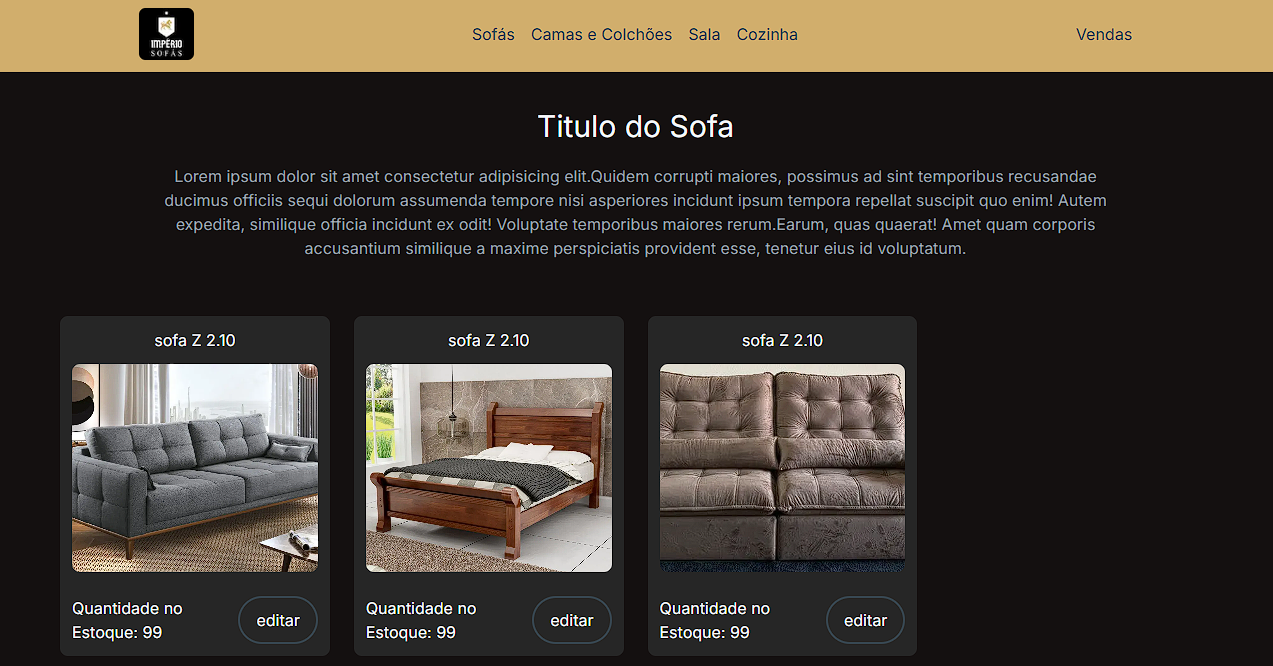 IMPÉRIO
SOFÁS
Sofás Camas e Colchões Sala Cozinha Vendas
Titulo do Sofa
Lorem ipsum dolor sit amet consectetur adipisicing elit.Quidem corrupti maiores, possimus ad sint temporibus recusandae
ducimus officiis sequi dolorum assumenda tempore nisi asperiores incidunt ipsum tempora repellat suscipit quo enim! Autem
expedita, similique officia incidunt ex odit! Voluptate temporibus maiores rerum.Earum, quas quaerat! Amet quam corporis
accusantium similique a maxime perspiciatis provident esse, tenetur eius id voluptatum.
sofa Z 2.10
Quantidade no
Estoque: 99
editar
sofa Z 2.10
Quantidade no
Estoque: 99
editar
sofa Z 2.10
Quantidade no
Estoque: 99
editar